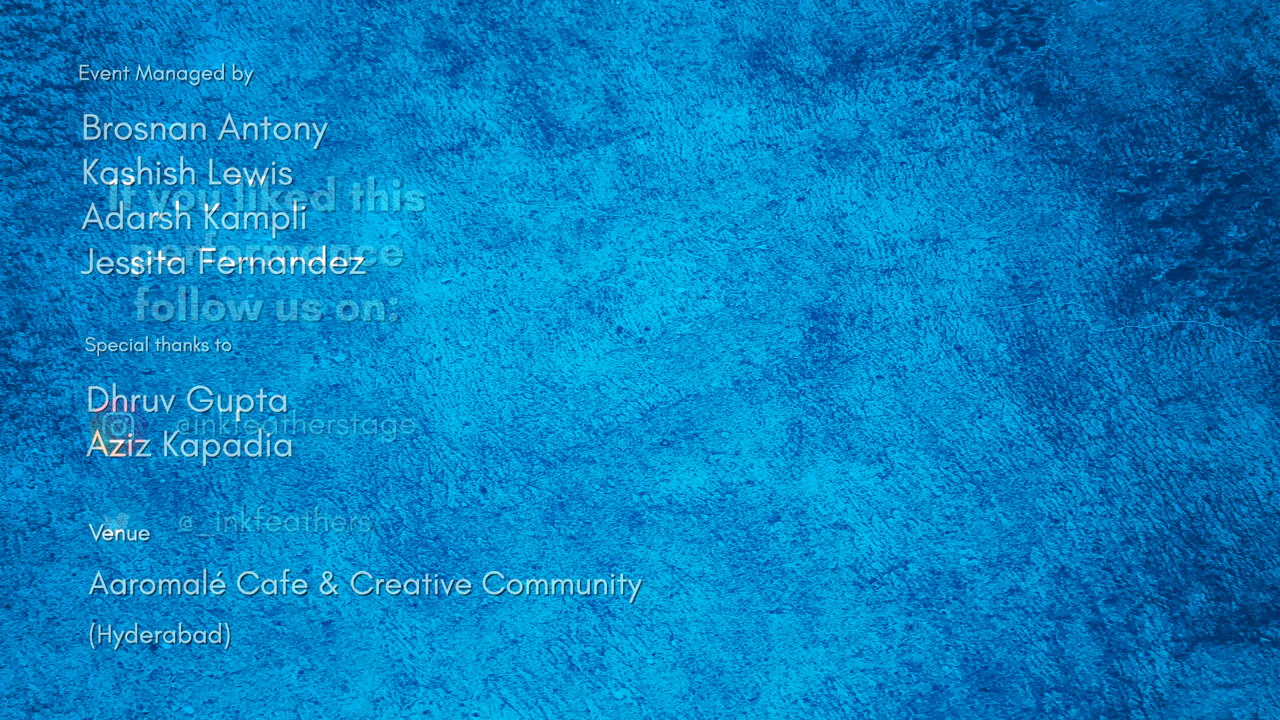 Event Managed by
Brosnan Antony
Kashish Lewis
If you liked this
Adarsh Kampli
performance
Jessita Fernandez
follow us on:
Special thanks to
Dhruv Gupta
@inkfeatherstage
Aziz Kapadia
@_inkfeathers
Venue
Aaromalé Cafe & Creative Community
(Hyderabad)